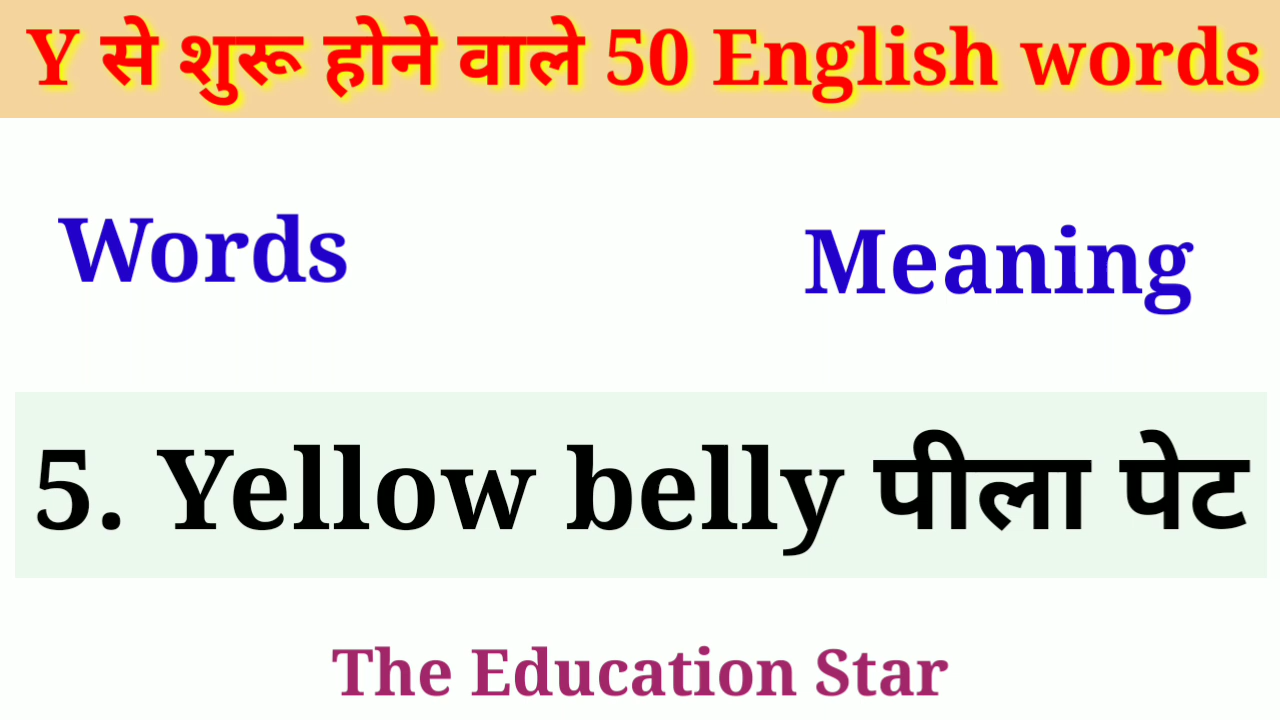 Y से शुरू होने वाले 50 English words
Words
Meaning
5. Yellow belly पीला पेट
The Education Star